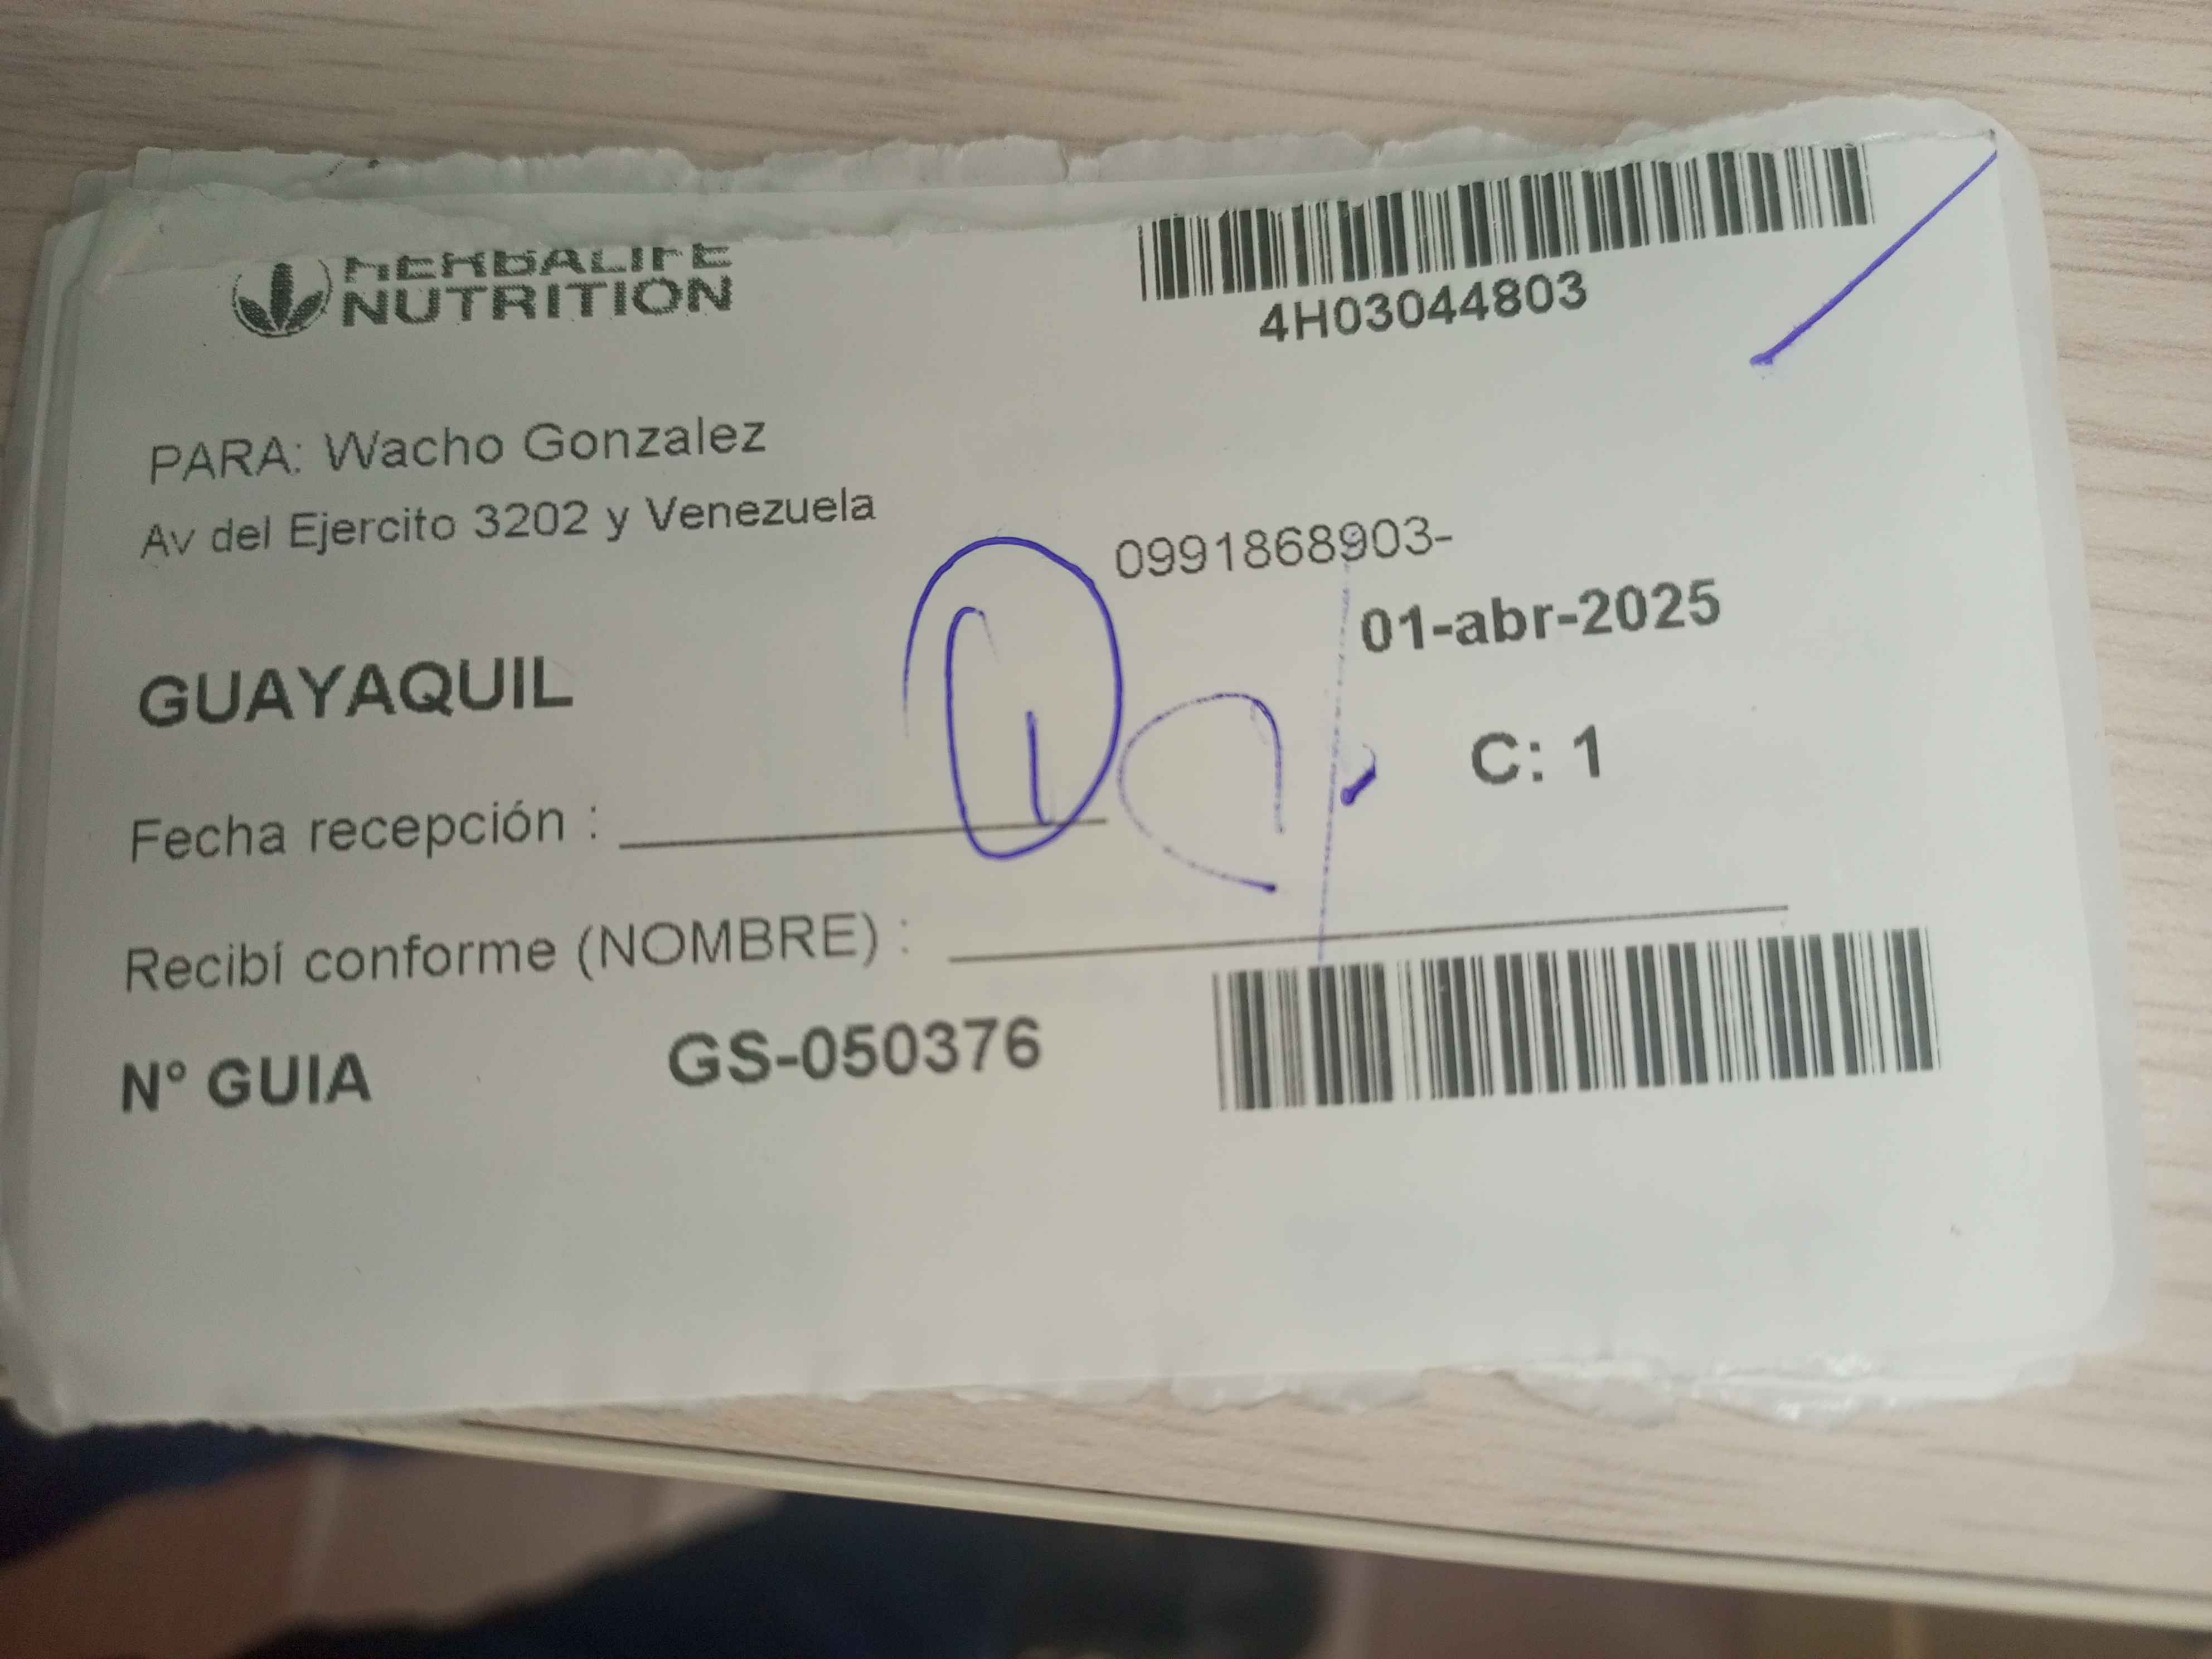 HERBALIFE
NUTRITION
4H03044803
PARA: Wacho Gonzalez
Av del Ejercito 3202 y Venezuela
0991868903-
01-abr-2025
GUAYAQUIL
C: 1
Fecha recepción :
Recibí conforme (NOMBRE) :
N° GUIA GS-050376